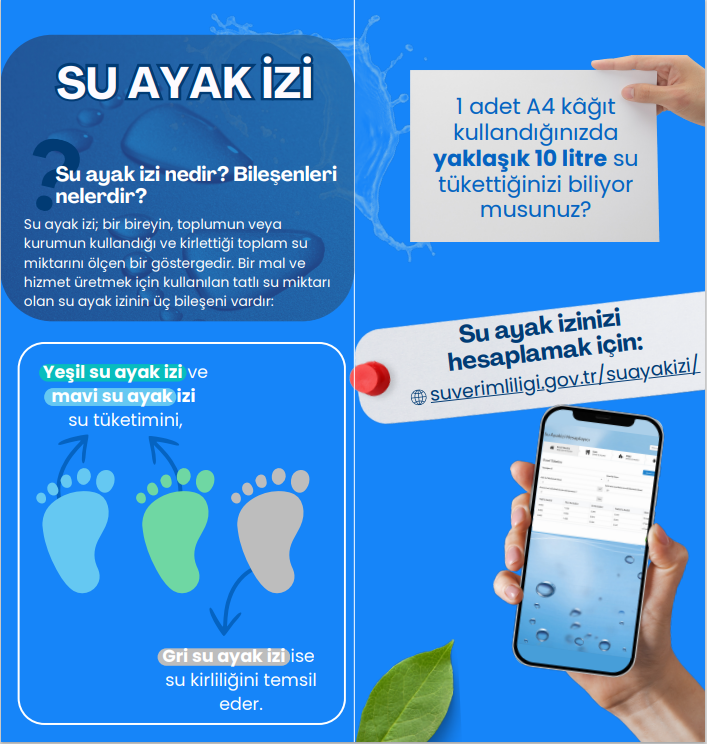 SU AYAK İZİ
?
Su ayak izi nedir? Bileşenleri
nelerdir?
Su ayak izi; bir bireyin, toplumun veya
kurumun kullandığı ve kirlettiği toplam su
miktarını ölçen bir göstergedir. Bir mal ve
hizmet üretmek için kullanılan tatlı su miktarı
olan su ayak izinin üç bileşeni vardır:
Yeşil su ayak izi ve
mavi su ayak izi
su tüketimini,
Gri su ayak izi ise
su kirliliğini temsil
eder.
1 adet A4 kâğıt
kullandığınızda
yaklaşık 10 litre su
tükettiğinizi biliyor
musunuz?
Su ayak izinizi
hesaplamak için:
suverimliligi.gov.tr/suayakizi/